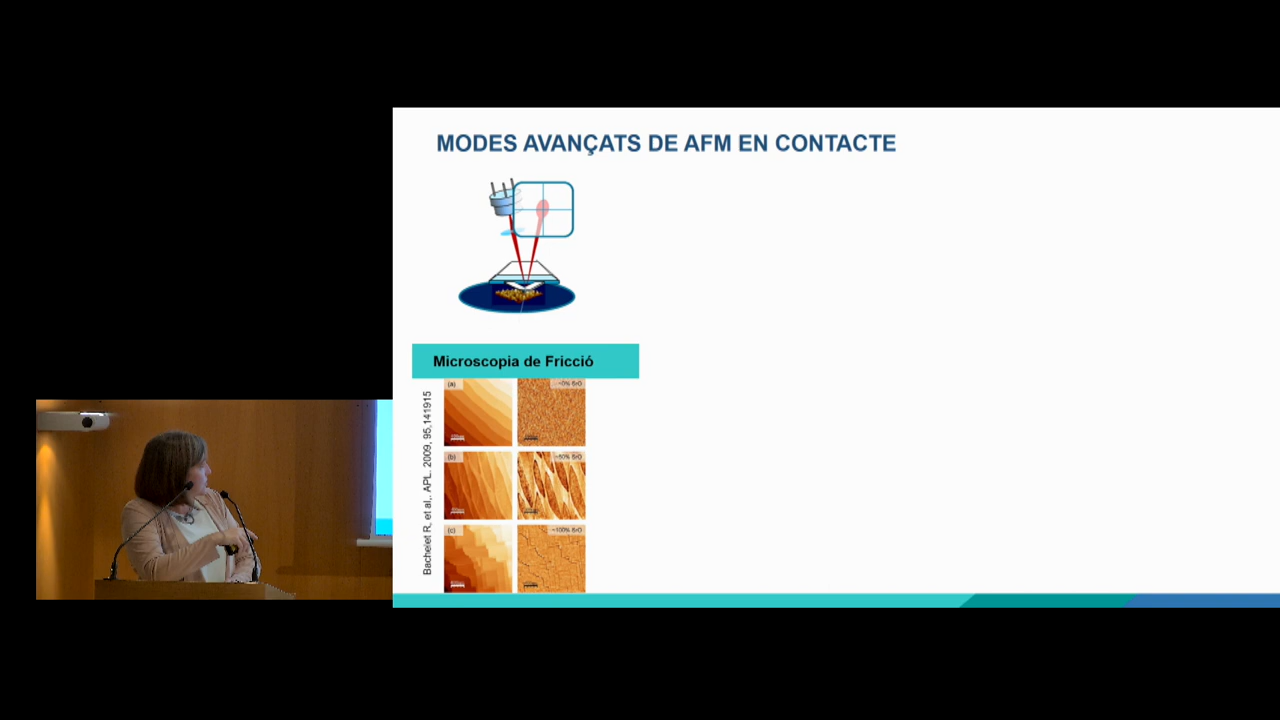 MODES AVANÇATS DE AFM EN CONTACTE
Microscopia de Fricció
Bachelet R, et al,. APL. 2009, 95,141915
(a)
~0% SrO
(b)
~50% SrO
(c)
~100% SrO